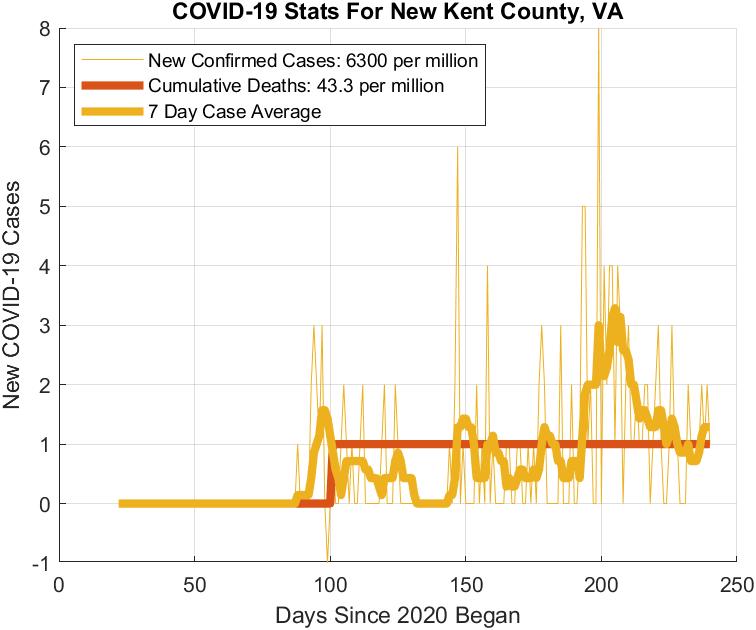 COVID-19 Stats For New Kent County, VA
New Confirmed Cases: 6300 per million
Cumulative Deaths: 43.3 per million
7 Day Case Average
New COVID-19 Cases
8
7
6
5
4
3
2
1
0
-1
0 50 100 150 200 250
Days Since 2020 Began